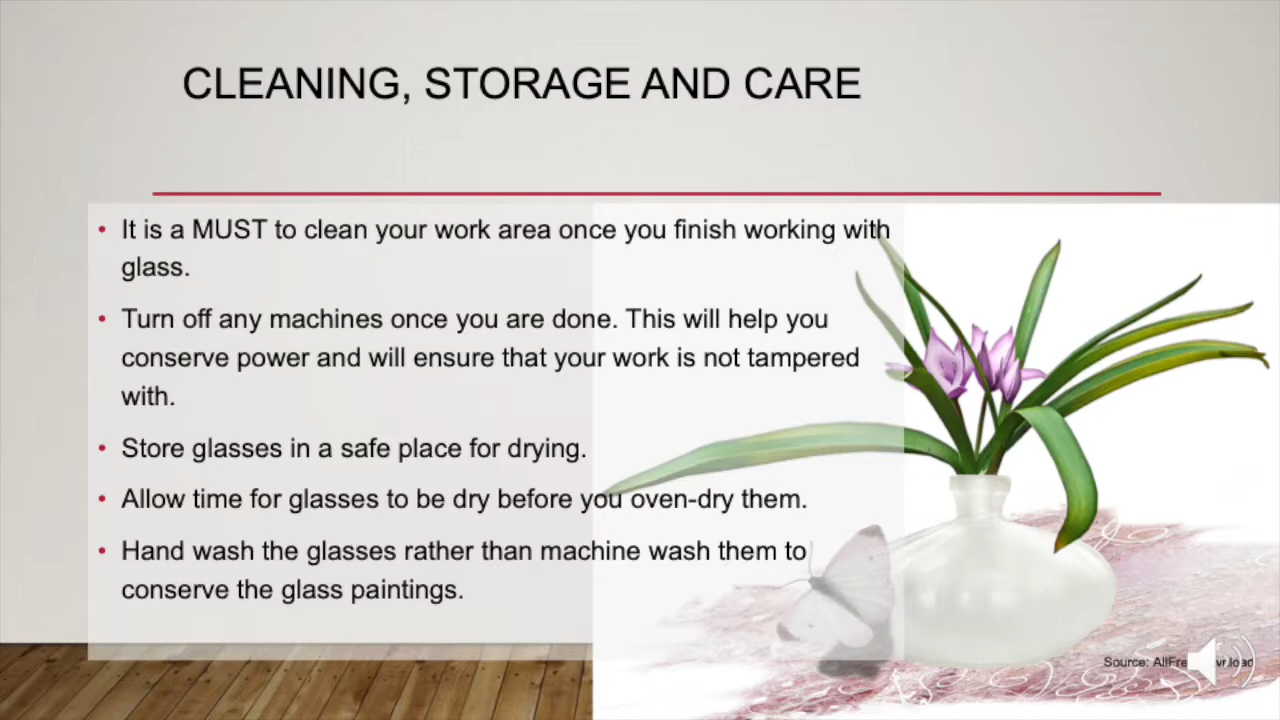 CLEANING, STORAGE AND CARE
• It is a MUST to clean your work area once you finish working with
glass.
• Turn off any machines once you are done. This will help you
conserve power and will ensure that your work is not tampered
with.
• Store glasses in a safe place for drying.
• Allow time for glasses to be dry before you oven-dry them.
• Hand wash the glasses rather than machine wash them to
conserve the glass paintings.
Source: